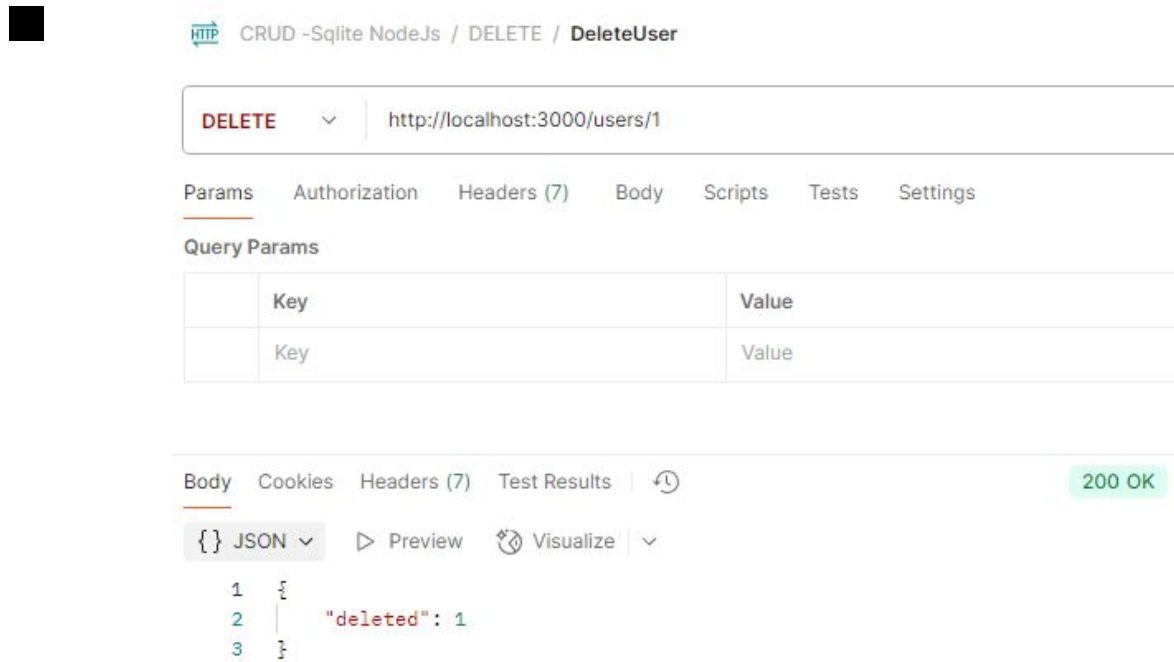 HTTP CRUD -Sqlite NodeJs / DELETE / DeleteUser
DELETE http://localhost:3000/users/1
Params Authorization Headers (7) Body Scripts Tests Settings
Query Params
Key Value
Key Value
Body Cookies Headers (7) Test Results 200 OK
{} JSON Preview Visualize
1 {
2 "deleted": 1
3 }